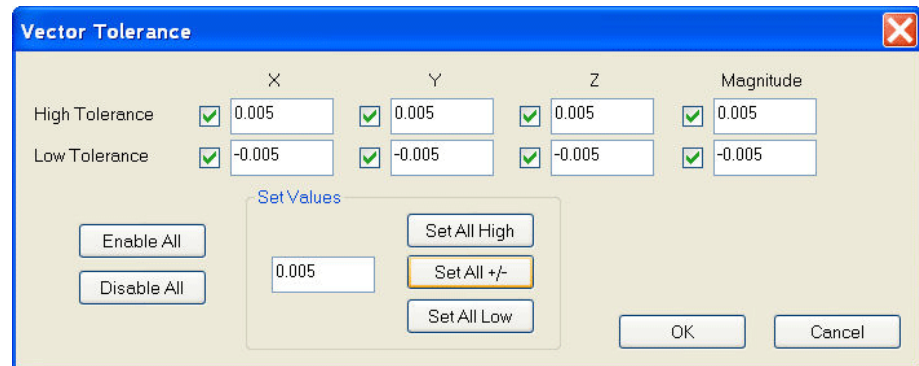 Vector Tolerance
X Y Z Magnitude
High Tolerance 0.005 0.005 0.005 0.005
Low Tolerance -0.005 -0.005 -0.005 -0.005
Set Values
Enable All
Disable All
0.005
Set All High
Set All +/-
Set All Low
OK Cancel